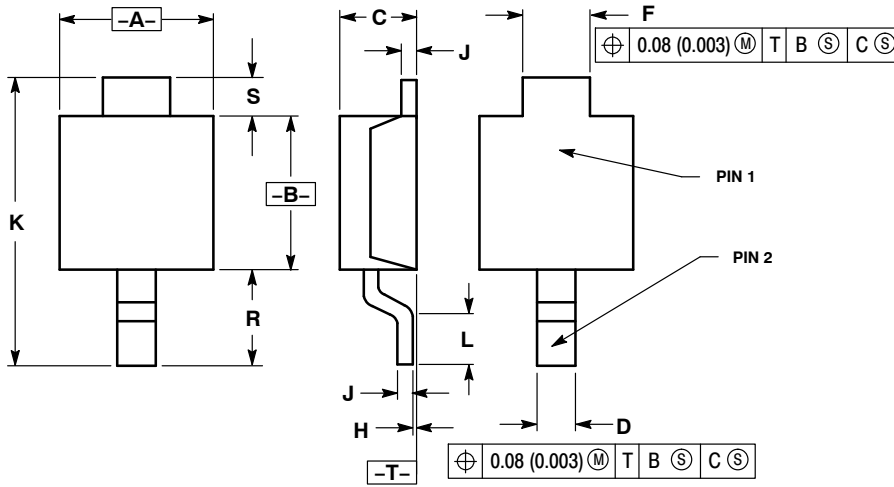 –A–
C
J
F
⌖ 0.08 (0.003) Ⓜ T B Ⓢ C Ⓢ
S
K
–B–
PIN 1
PIN 2
R
L
J
H
D
–T–
⌖ 0.08 (0.003) Ⓜ T B Ⓢ C Ⓢ